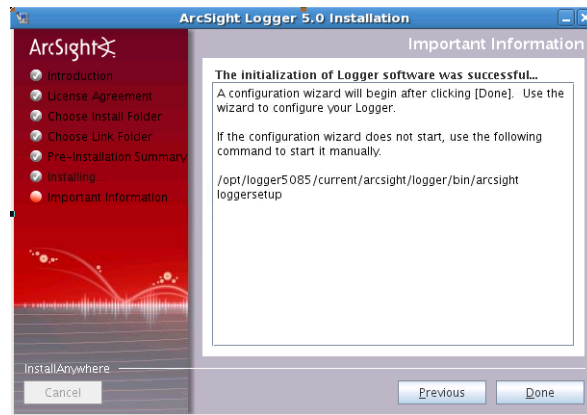 ArcSight Logger 5.0 Installation
ArcSight
Important Information
Introduction
License Agreement
Choose Install Folder
Choose Link Folder
Pre-Installation Summary
Installing...
Important Information
The initialization of Logger software was successful...
A configuration wizard will begin after clicking [Done]. Use the
wizard to configure your Logger.
If the configuration wizard does not start, use the following
command to start it manually.
/opt/logger5085/current/arcsight/logger/bin/arcsight
loggersetup
InstallAnywhere
Cancel
Previous
Done